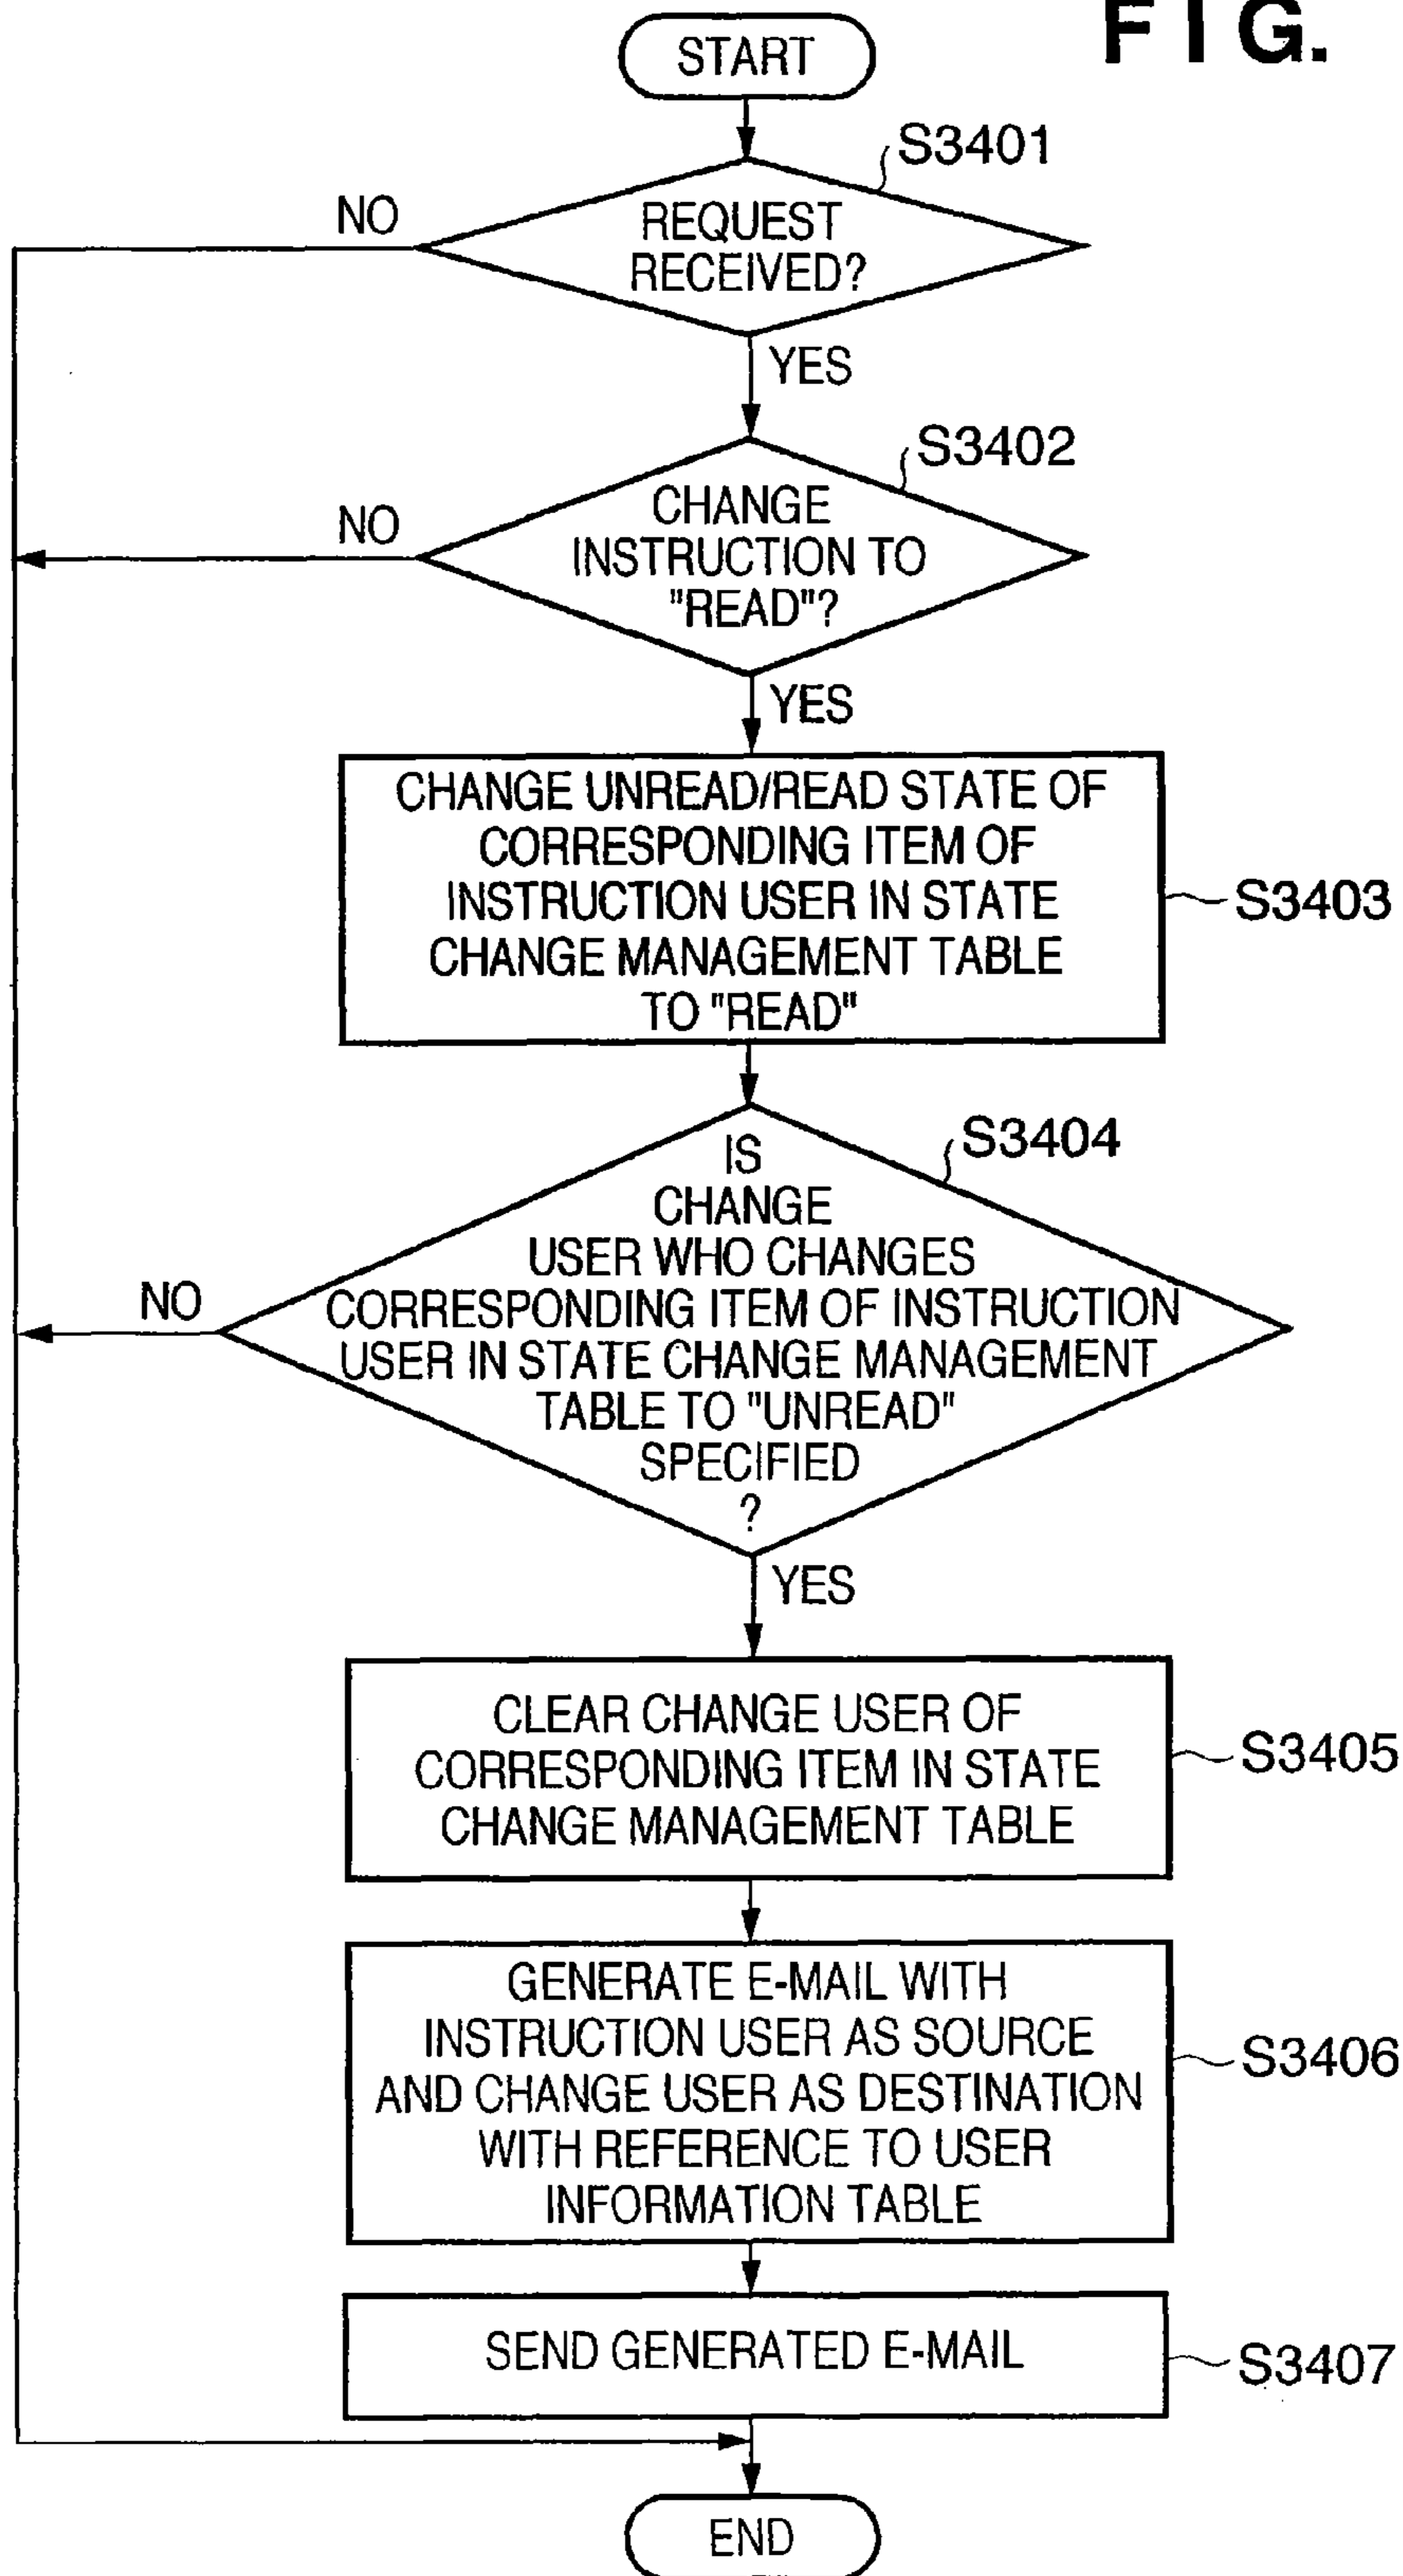 FIG.
START
S3401
NO
REQUEST
RECEIVED?
YES
S3402
NO
CHANGE
INSTRUCTION TO
"READ"?
YES
CHANGE UNREAD/READ STATE OF
CORRESPONDING ITEM OF
INSTRUCTION USER IN STATE
CHANGE MANAGEMENT TABLE
TO "READ"
S3403
S3404
IS
CHANGE
USER WHO CHANGES
CORRESPONDING ITEM OF INSTRUCTION
USER IN STATE CHANGE MANAGEMENT
TABLE TO "UNREAD"
SPECIFIED
?
NO
YES
CLEAR CHANGE USER OF
CORRESPONDING ITEM IN STATE
CHANGE MANAGEMENT TABLE
S3405
GENERATE E-MAIL WITH
INSTRUCTION USER AS SOURCE
AND CHANGE USER AS DESTINATION
WITH REFERENCE TO USER
INFORMATION TABLE
S3406
SEND GENERATED E-MAIL
S3407
END